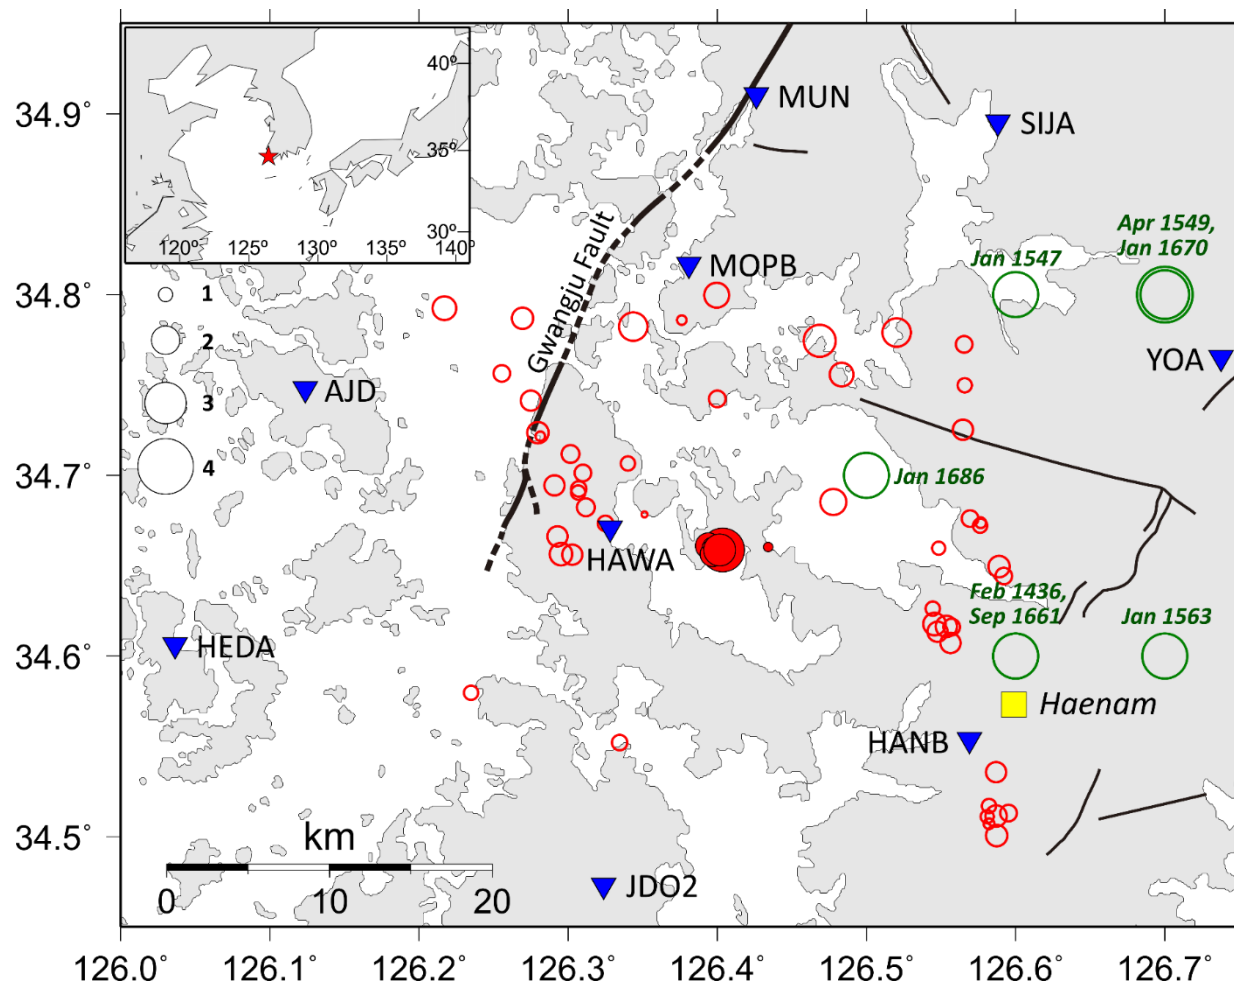 40°
35°
30°
120°
125°
130°
135°
140°
34.9°
34.8°
34.7°
34.6°
34.5°
MUN
SIJA
Apr 1549,
Jan 1670
Jan 1547
MOPB
Gwangju Fault
1
2
3
4
AJD
YOA
Jan 1686
HAWA
Feb 1436,
Sep 1661
Jan 1563
HEDA
Haenam
HANB
km
0
10
20
JDO2
126.0
126.1
126.2
126.3
126.4
126.5
126.6
126.7